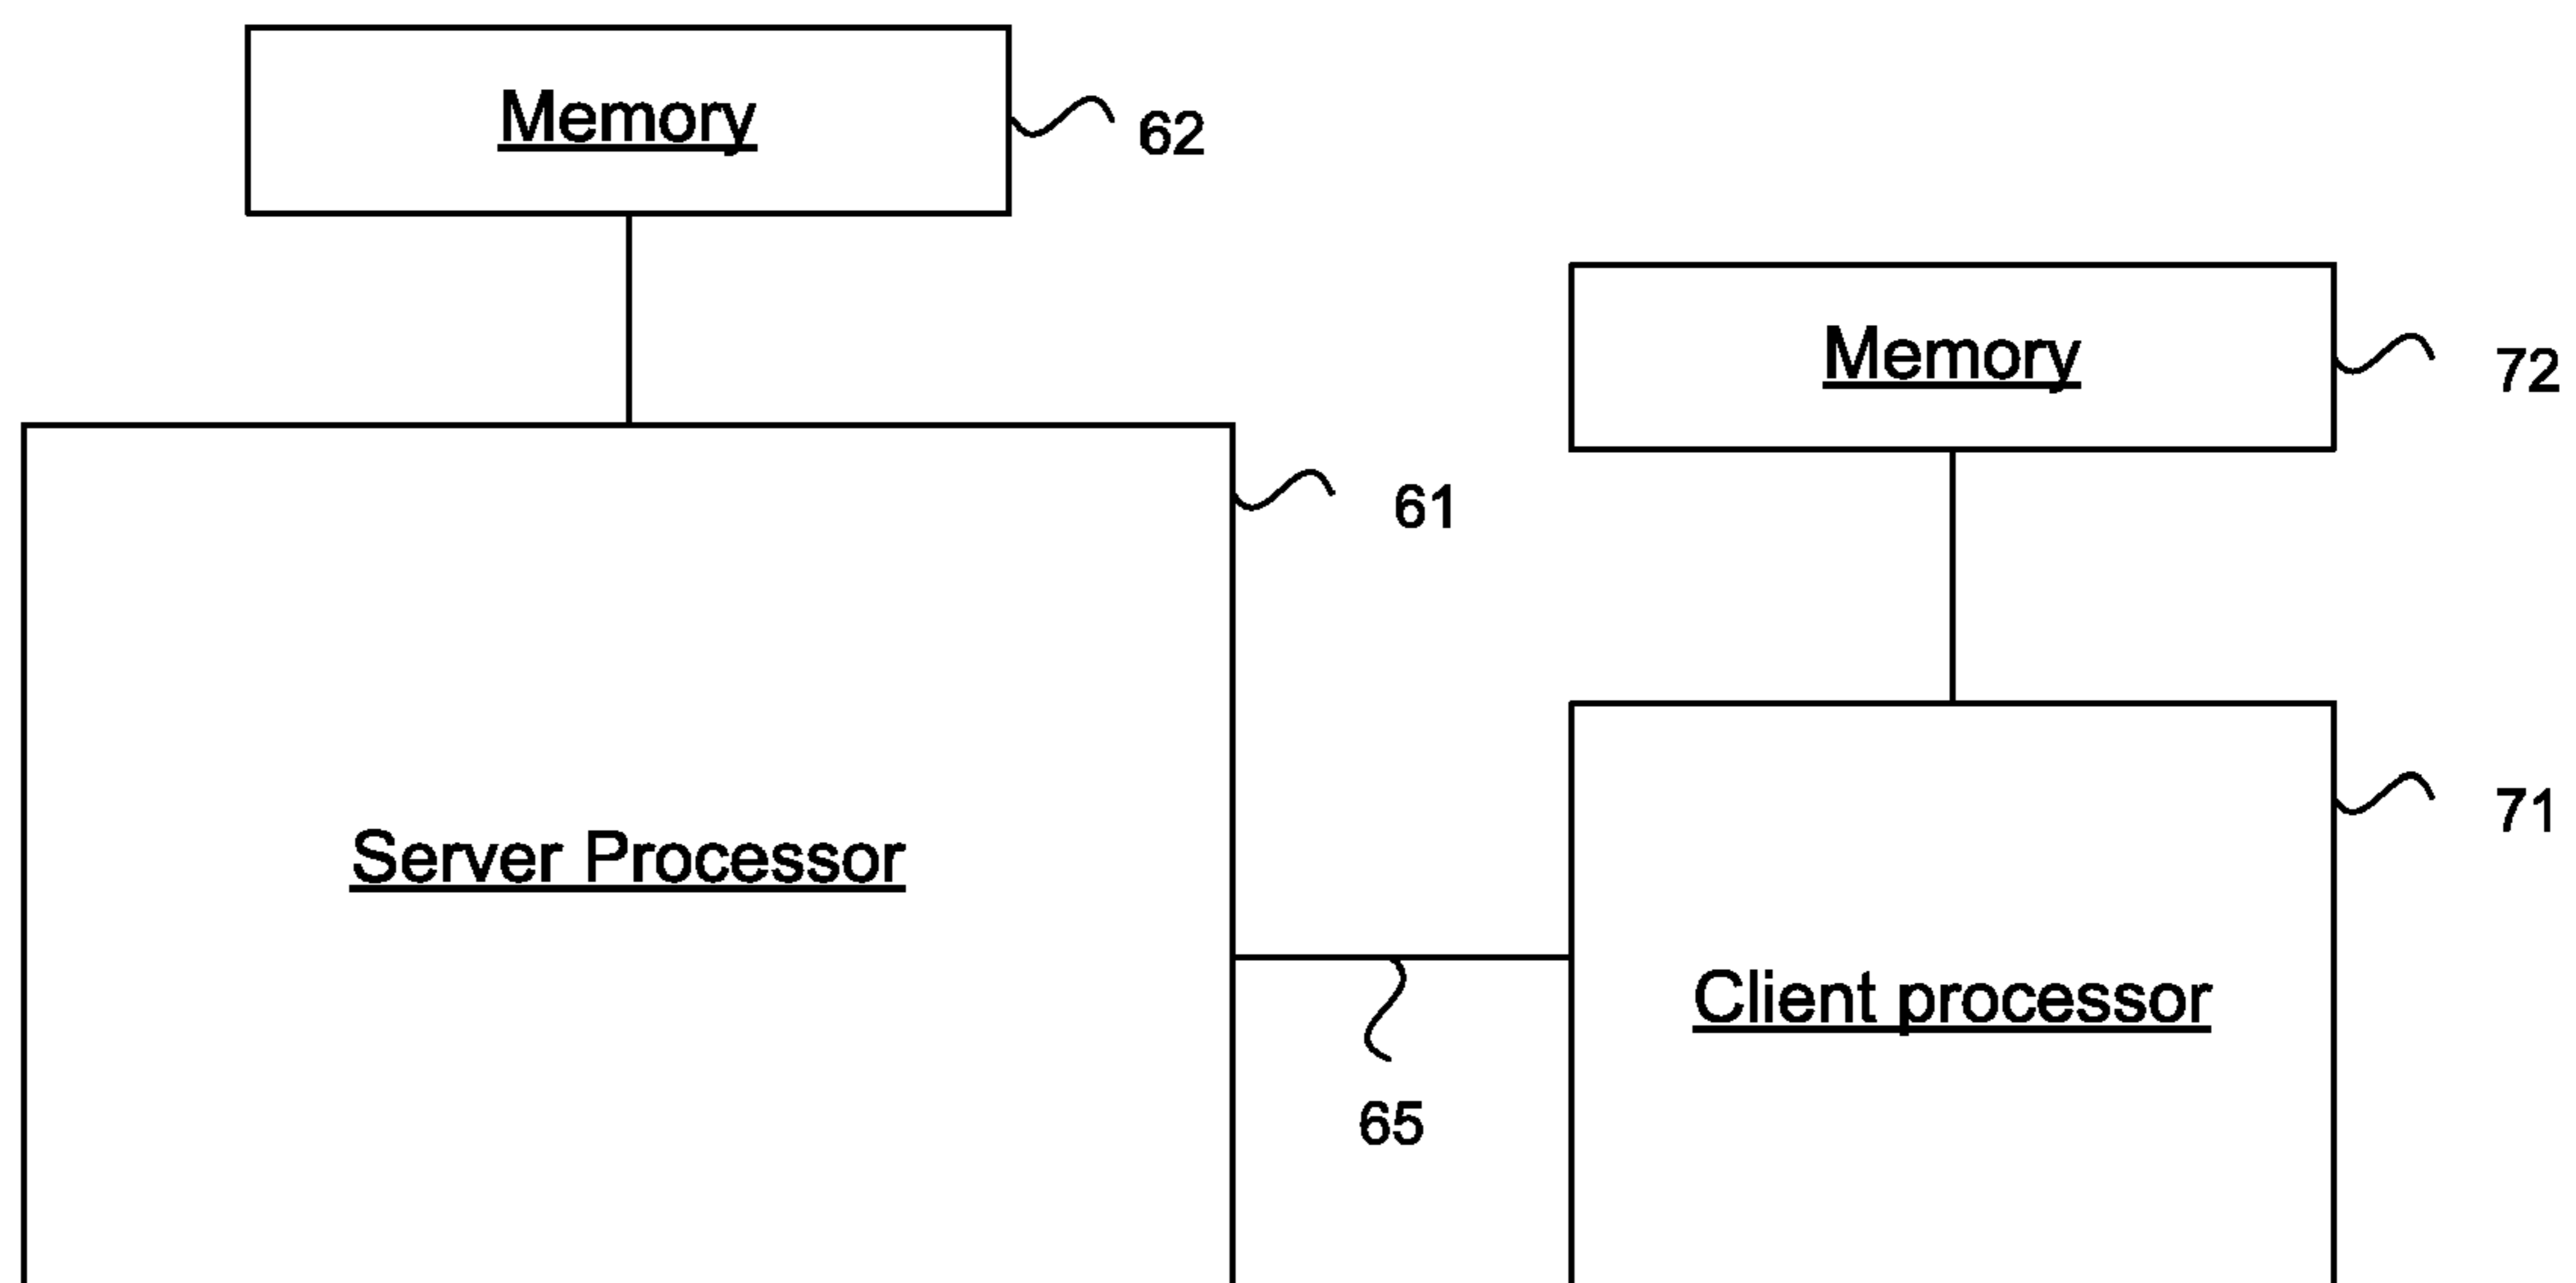 Memory
62
Memory
72
61
71
Server Processor
Client processor
65